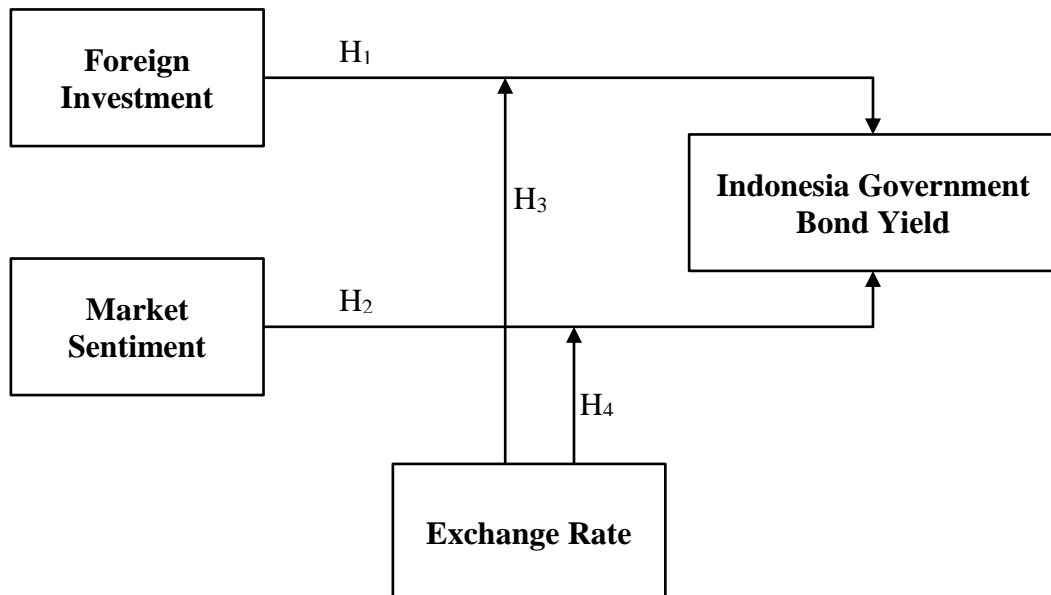 Foreign
Investment
H₁
Indonesia Government
Bond Yield
H₃
Market
Sentiment
H₂
H₄
Exchange Rate